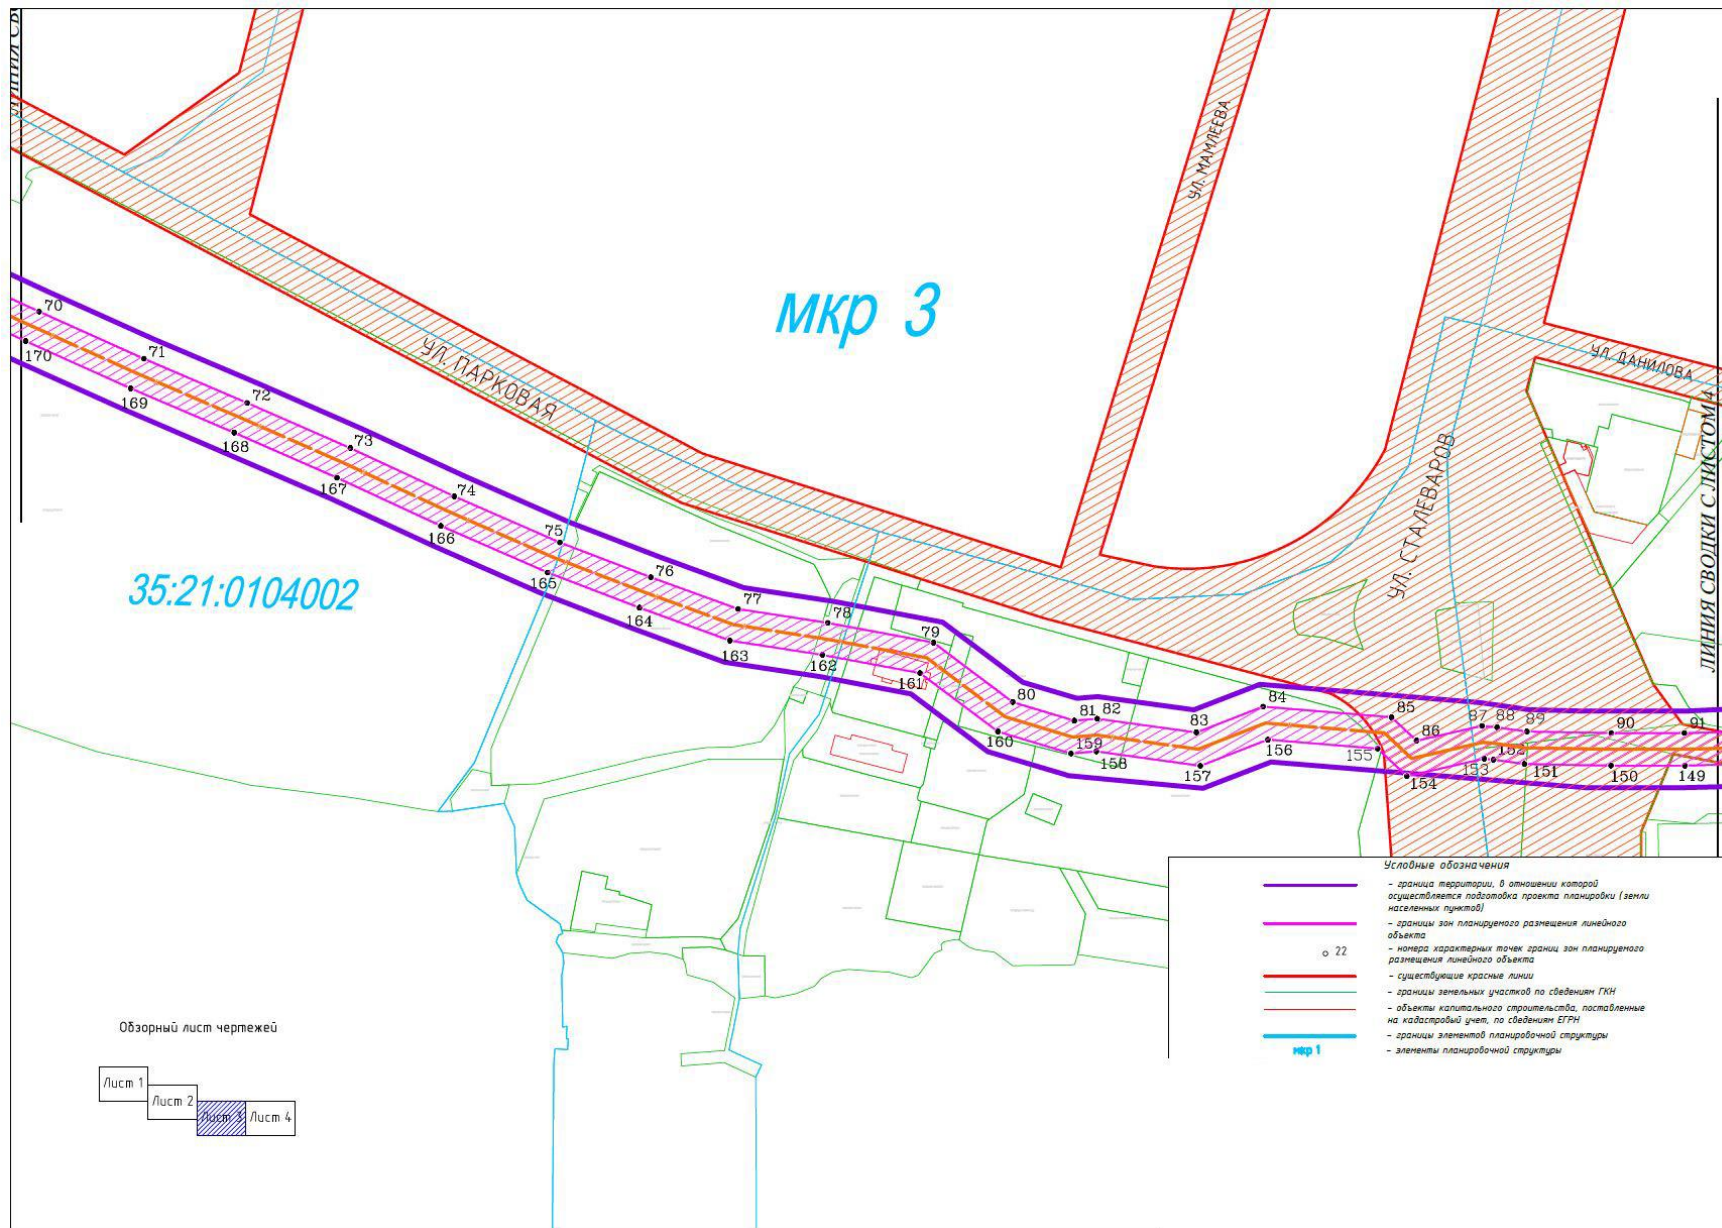 УЛ. МАМЛЕЕВА
мкр 3
УЛ. ПАРКОВАЯ
УЛ. ДАНИЛОВА
УЛ. СТАЛЕВАРОВ
ЛИНИЯ СВОДКИ С ЛИСТОМ 4
35:21:0104002
70
71
72
73
74
75
76
77
78
79
80
81
82
83
84
85
86
87
88
89
90
91
170
169
168
167
166
165
164
163
162
161
160
159
158
157
156
155
154
153
152
151
150
149
Условные обозначения
- граница территории, в отношении которой
осуществляется подготовка проекта планировки (земли
населенных пунктов)
- границы зон планируемого размещения линейного
объекта
22
- номера характерных точек границ зон планируемого
размещения линейного объекта
- существующие красные линии
- границы земельных участков по сведениям ГКН
- объекты капитального строительства, поставленные
на кадастровый учет, по сведениям ЕГРН
- границы элементов планировочной структуры
мкр 1
- элементы планировочной структуры
Обзорный лист чертежей
Лист 1
Лист 2
Лист 3
Лист 4